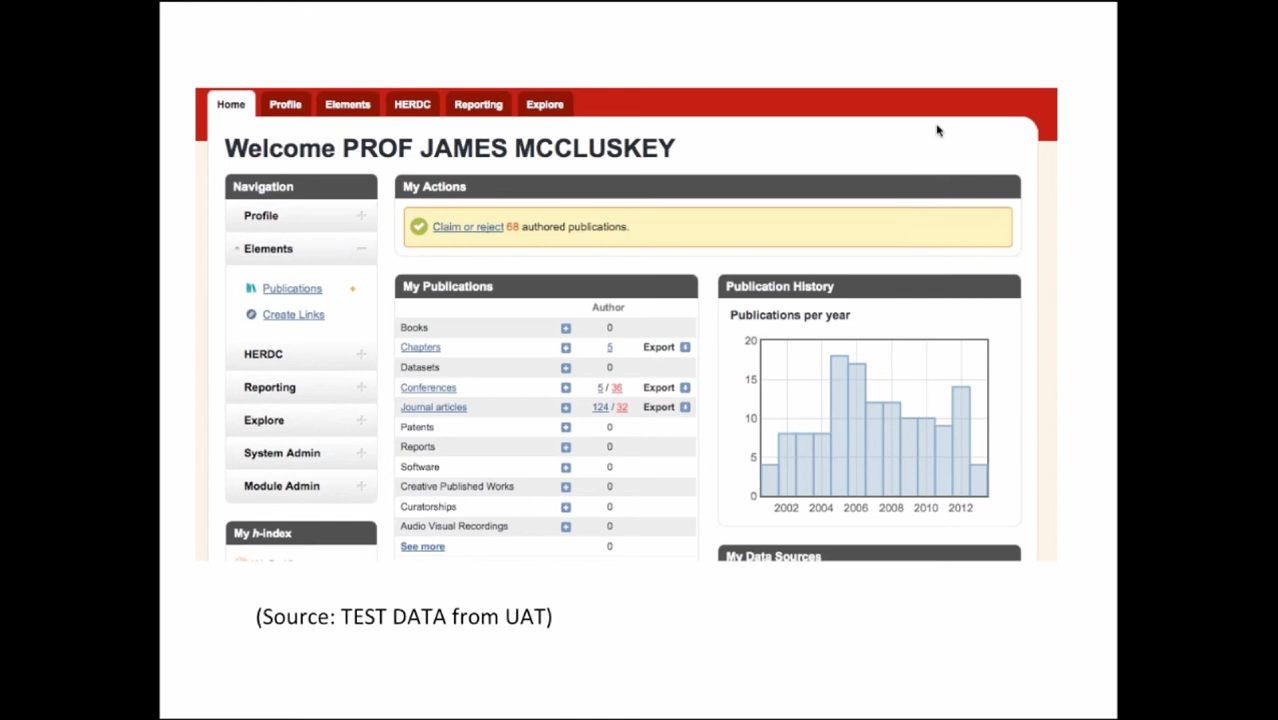 Home Profile Elements HERDC Reporting Explore
Welcome PROF JAMES MCCLUSKEY
Navigation
Profile
Elements
Publications
Create Links
HERDC
Reporting
Explore
System Admin
Module Admin
My h-index
My Actions
Claim or reject 68 authored publications.
My Publications
Author
Books 0
Chapters 5 Export
Datasets 0
Conferences 5 / 36 Export
Journal articles 124 / 32 Export
Patents 0
Reports 0
Software 0
Creative Published Works 0
Curatorships 0
Audio Visual Recordings 0
See more 0
Publication History
Publications per year
20
15
10
5
0
2002 2004 2006 2008 2010 2012
My Data Sources
(Source: TEST DATA from UAT)